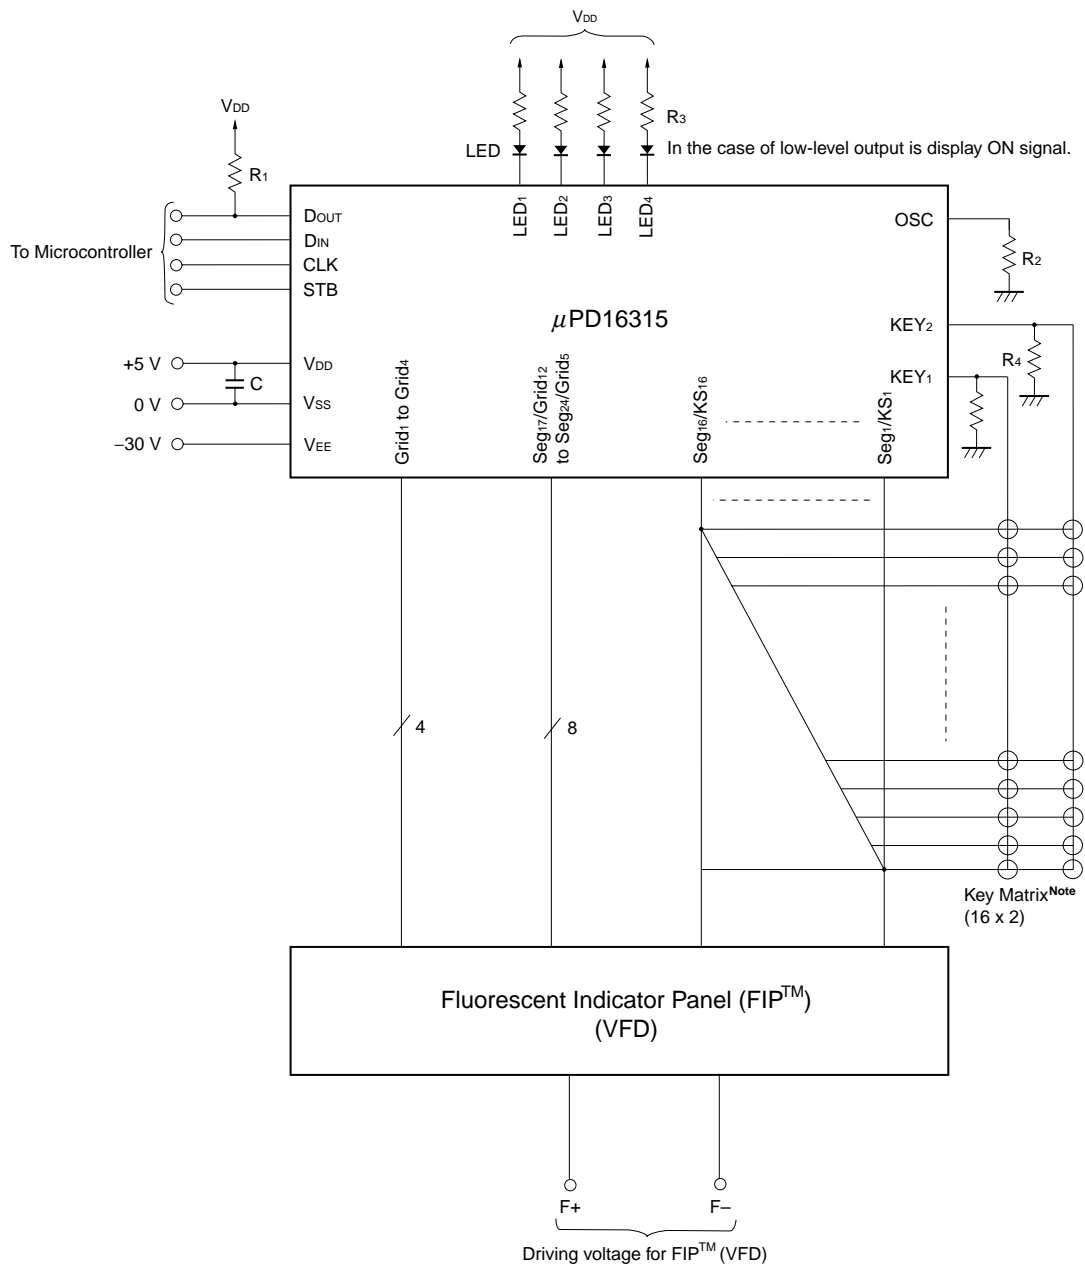 VDD
VDD
R1
R3
LED
In the case of low-level output is display ON signal.
LED1
LED2
LED3
LED4
To Microcontroller
DOUT
DIN
CLK
STB
OSC
R2
μPD16315
KEY2
R4
KEY1
+5 V
VDD
C
0 V
VSS
−30 V
VEE
Grid1 to Grid4
Seg17/Grid12
to Seg24/Grid5
Seg16/KS16
Seg1/KS1
4
8
Key MatrixNote
(16 x 2)
Fluorescent Indicator Panel (FIPTM)
(VFD)
F+
F−
Driving voltage for FIPTM (VFD)